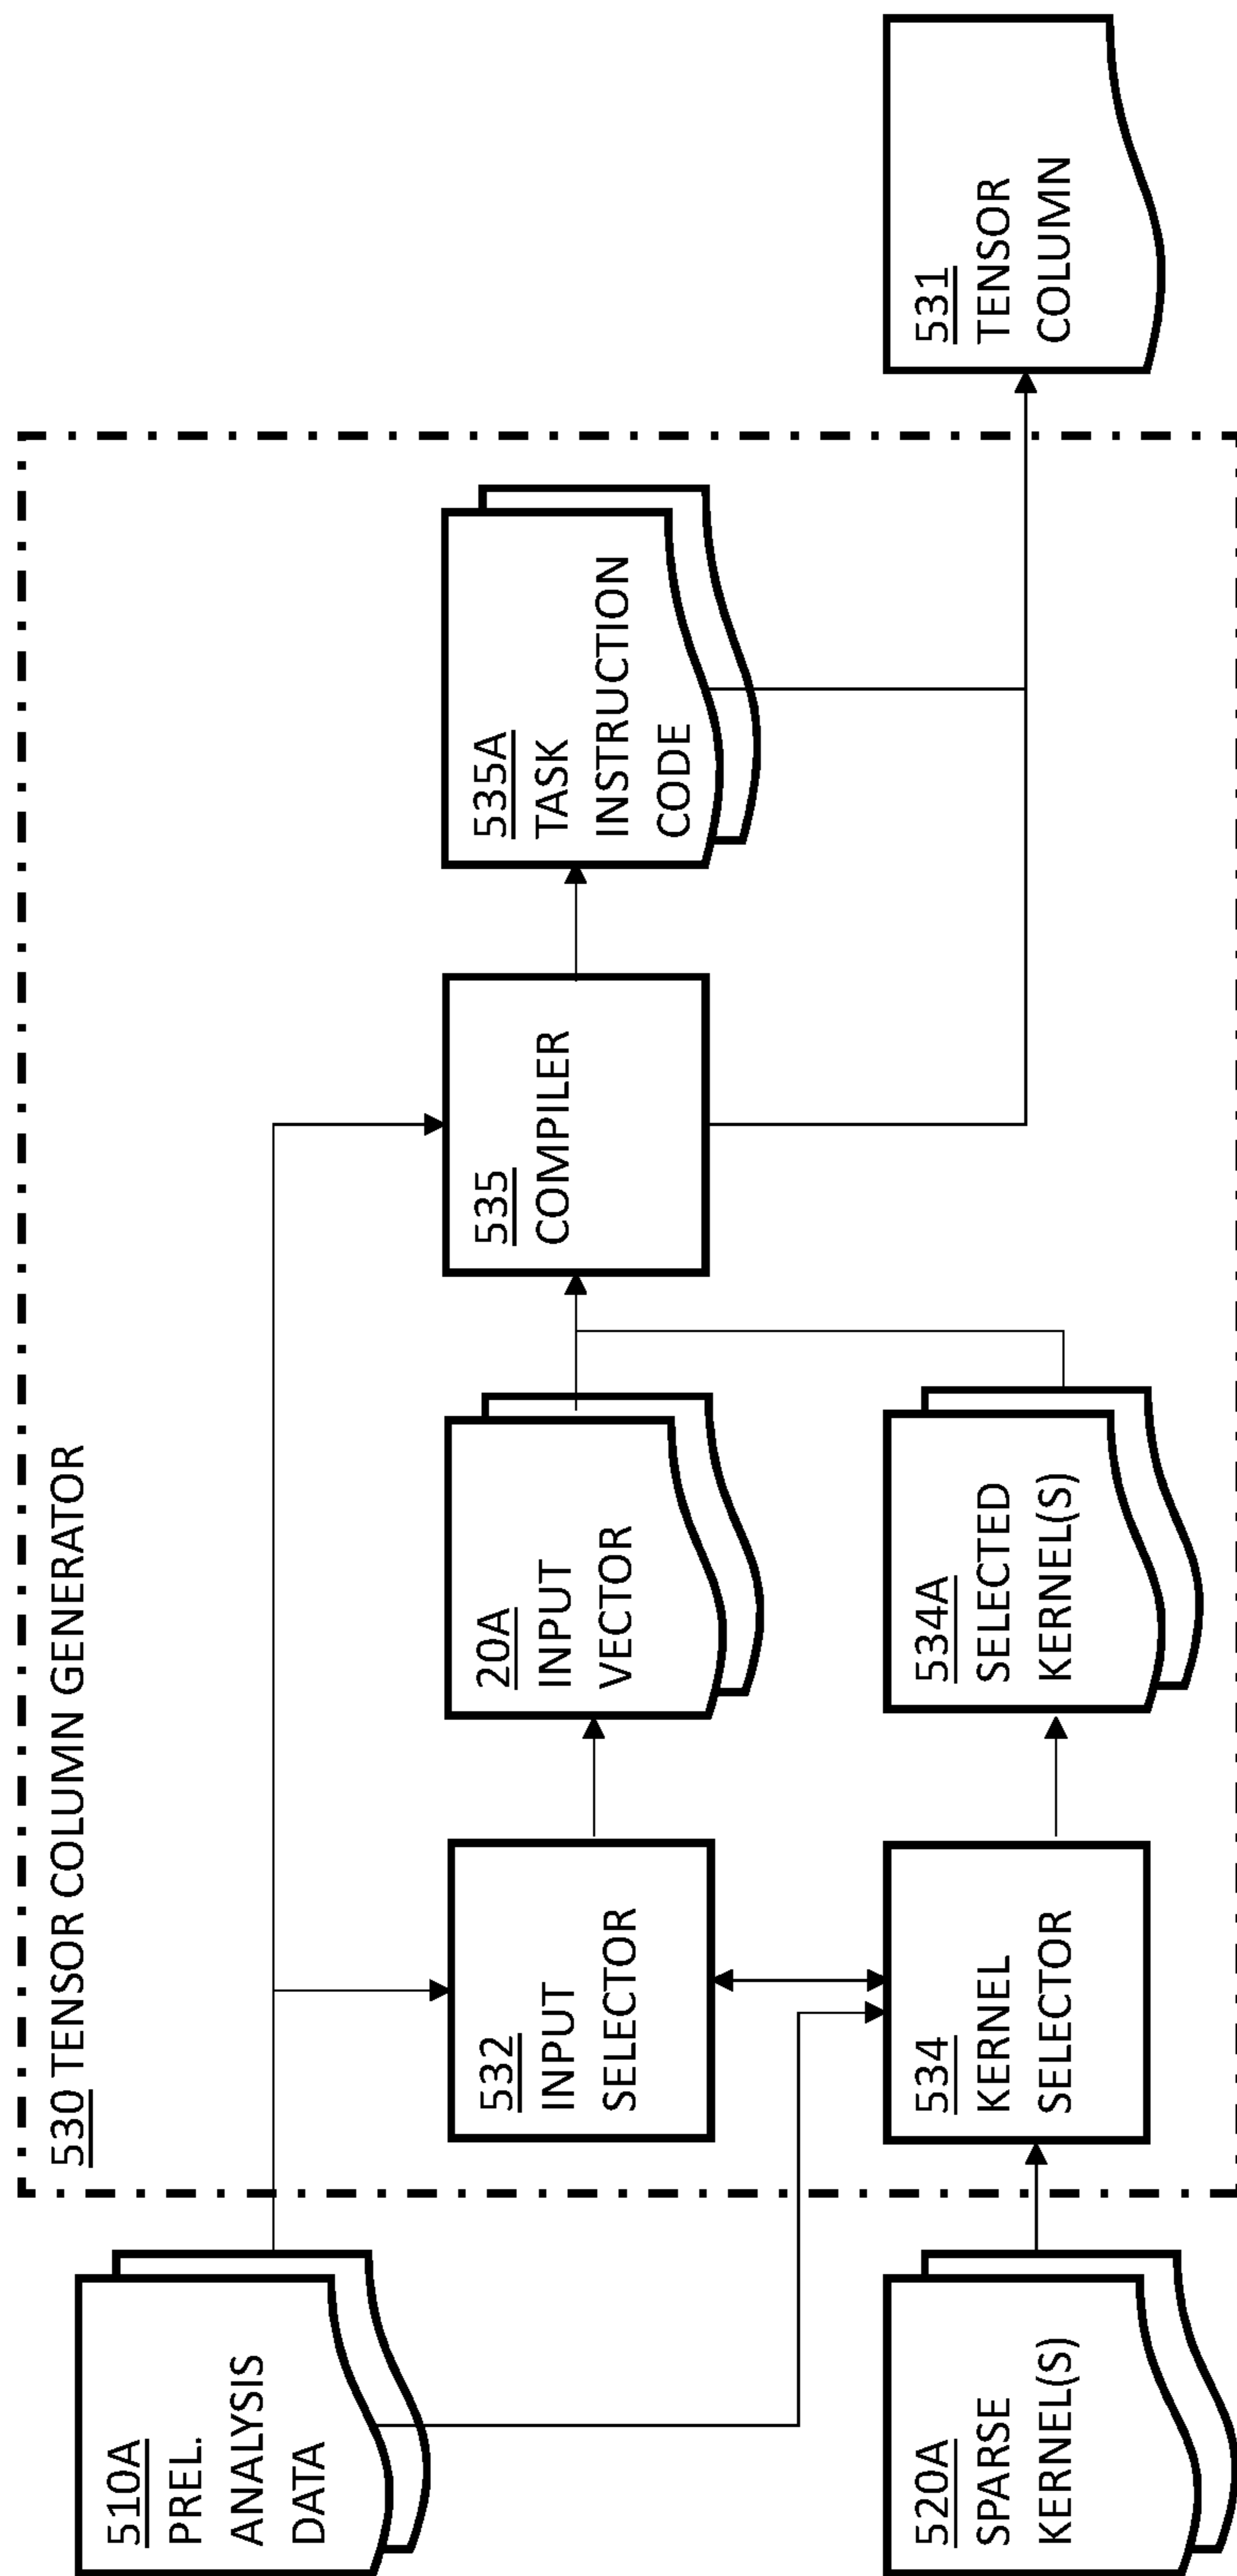 530 TENSOR COLUMN GENERATOR
510A
PREL.
ANALYSIS
DATA
520A
SPARSE
KERNEL(S)
532
INPUT
SELECTOR
534
KERNEL
SELECTOR
20A
INPUT
VECTOR
534A
SELECTED
KERNEL(S)
535
COMPILER
535A
TASK
INSTRUCTION
CODE
531
TENSOR
COLUMN